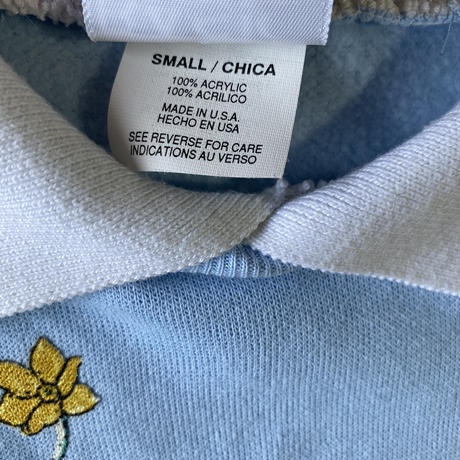 SMALL / CHICA
100% ACRYLIC
100% ACRILICO
MADE IN U.S.A.
HECHO EN USA
SEE REVERSE FOR CARE
INDICATIONS AU VERSO